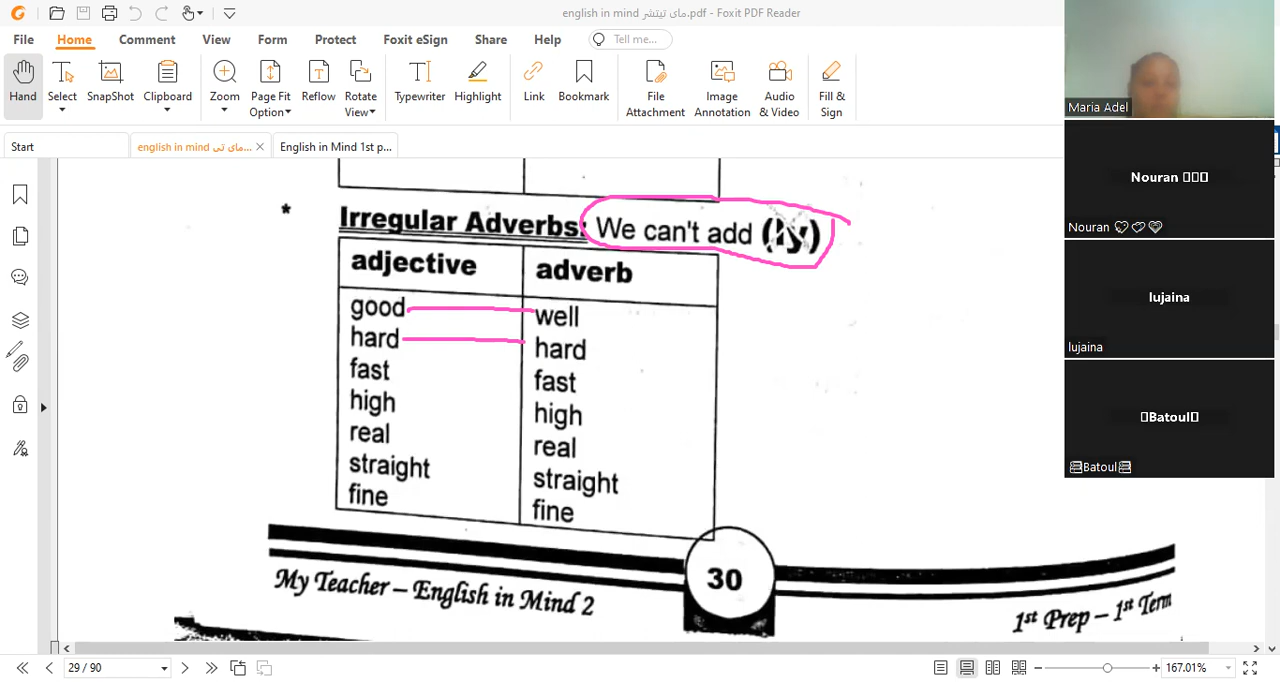 english in mind ماى تيتشر.pdf - Foxit PDF Reader
File Home Comment View Form Protect Foxit eSign Share Help Tell me...
Hand Select SnapShot Clipboard Zoom Page Fit Option Reflow Rotate View Typewriter Highlight Link Bookmark File Attachment Image Annotation Audio & Video Fill & Sign
Start english in mind ماى تى... English in Mind 1st p...
* Irregular Adverbs: We can't add (ly)
adjective adverb
good well
hard hard
fast fast
high high
real real
straight straight
fine fine
30
My Teacher – English in Mind 2
1st Prep – 1st Term
Maria Adel
Nouran
Nouran
lujaina
lujaina
Batoul
Batoul
29 / 90
167.01%